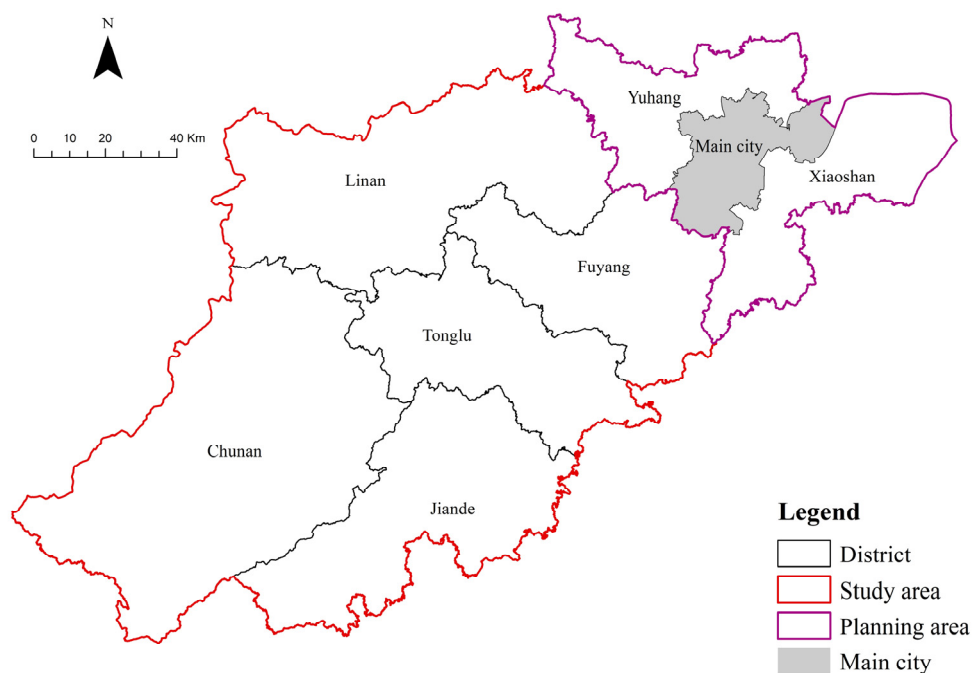 N
0 20 40 Km
Yuhang
Main city
Linan
Xiaoshan
Fuyang
Tonglu
Chunan
Jiande
Legend
District
Study area
Planning area
Main city